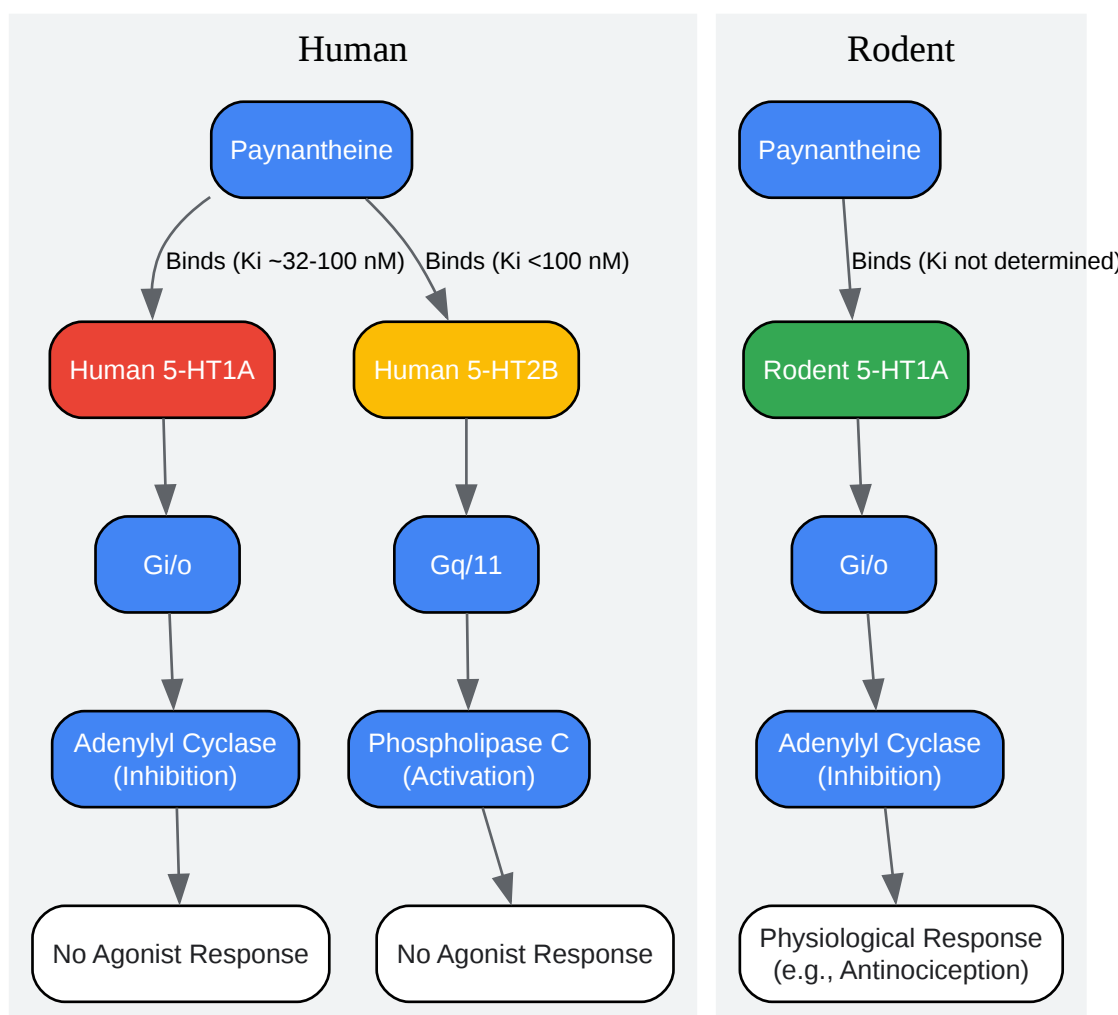 Human
Rodent
Paynantheine
Paynantheine
Binds (Ki ~32-100 nM)
Binds (Ki <100 nM)
Binds (Ki not determined)
Human 5-HT1A
Human 5-HT2B
Rodent 5-HT1A
Gi/o
Gq/11
Gi/o
Adenylyl Cyclase
(Inhibition)
Phospholipase C
(Activation)
Adenylyl Cyclase
(Inhibition)
No Agonist Response
No Agonist Response
Physiological Response
(e.g., Antinociception)